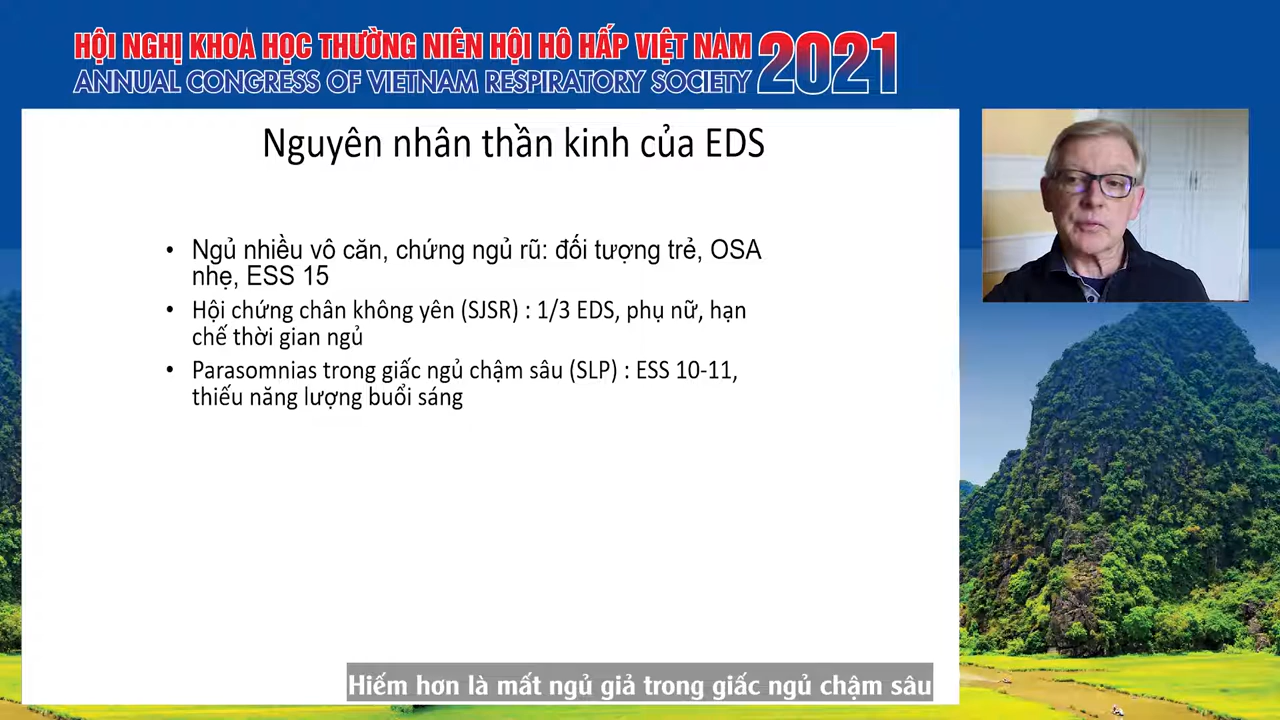 HỘI NGHỊ KHOA HỌC THƯỜNG NIÊN HỘI HÔ HẤP VIỆT NAM 2021
ANNUAL CONGRESS OF VIETNAM RESPIRATORY SOCIETY
Nguyên nhân thần kinh của EDS
• Ngủ nhiều vô căn, chứng ngủ rũ: đối tượng trẻ, OSA
nhẹ, ESS 15
• Hội chứng chân không yên (SJSR) : 1/3 EDS, phụ nữ, hạn
chế thời gian ngủ
• Parasomnias trong giấc ngủ chậm sâu (SLP) : ESS 10-11,
thiếu năng lượng buổi sáng
Hiếm hơn là mất ngủ giả trong giấc ngủ chậm sâu